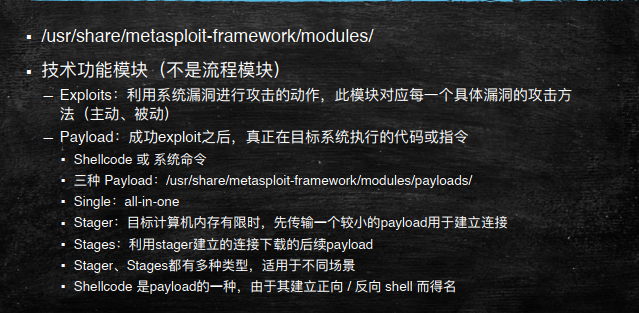 ▪ /usr/share/metasploit-framework/modules/
▪ 技术功能模块（不是流程模块）
– Exploits：利用系统漏洞进行攻击的动作，此模块对应每一个具体漏洞的攻击方
法（主动、被动）
– Payload：成功exploit之后，真正在目标系统执行的代码或指令
▪ Shellcode 或 系统命令
▪ 三种 Payload：/usr/share/metasploit-framework/modules/payloads/
▪ Single：all-in-one
▪ Stager：目标计算机内存有限时，先传输一个较小的payload用于建立连接
▪ Stages：利用stager建立的连接下载的后续payload
▪ Stager、Stages都有多种类型，适用于不同场景
▪ Shellcode 是payload的一种，由于其建立正向 / 反向 shell 而得名